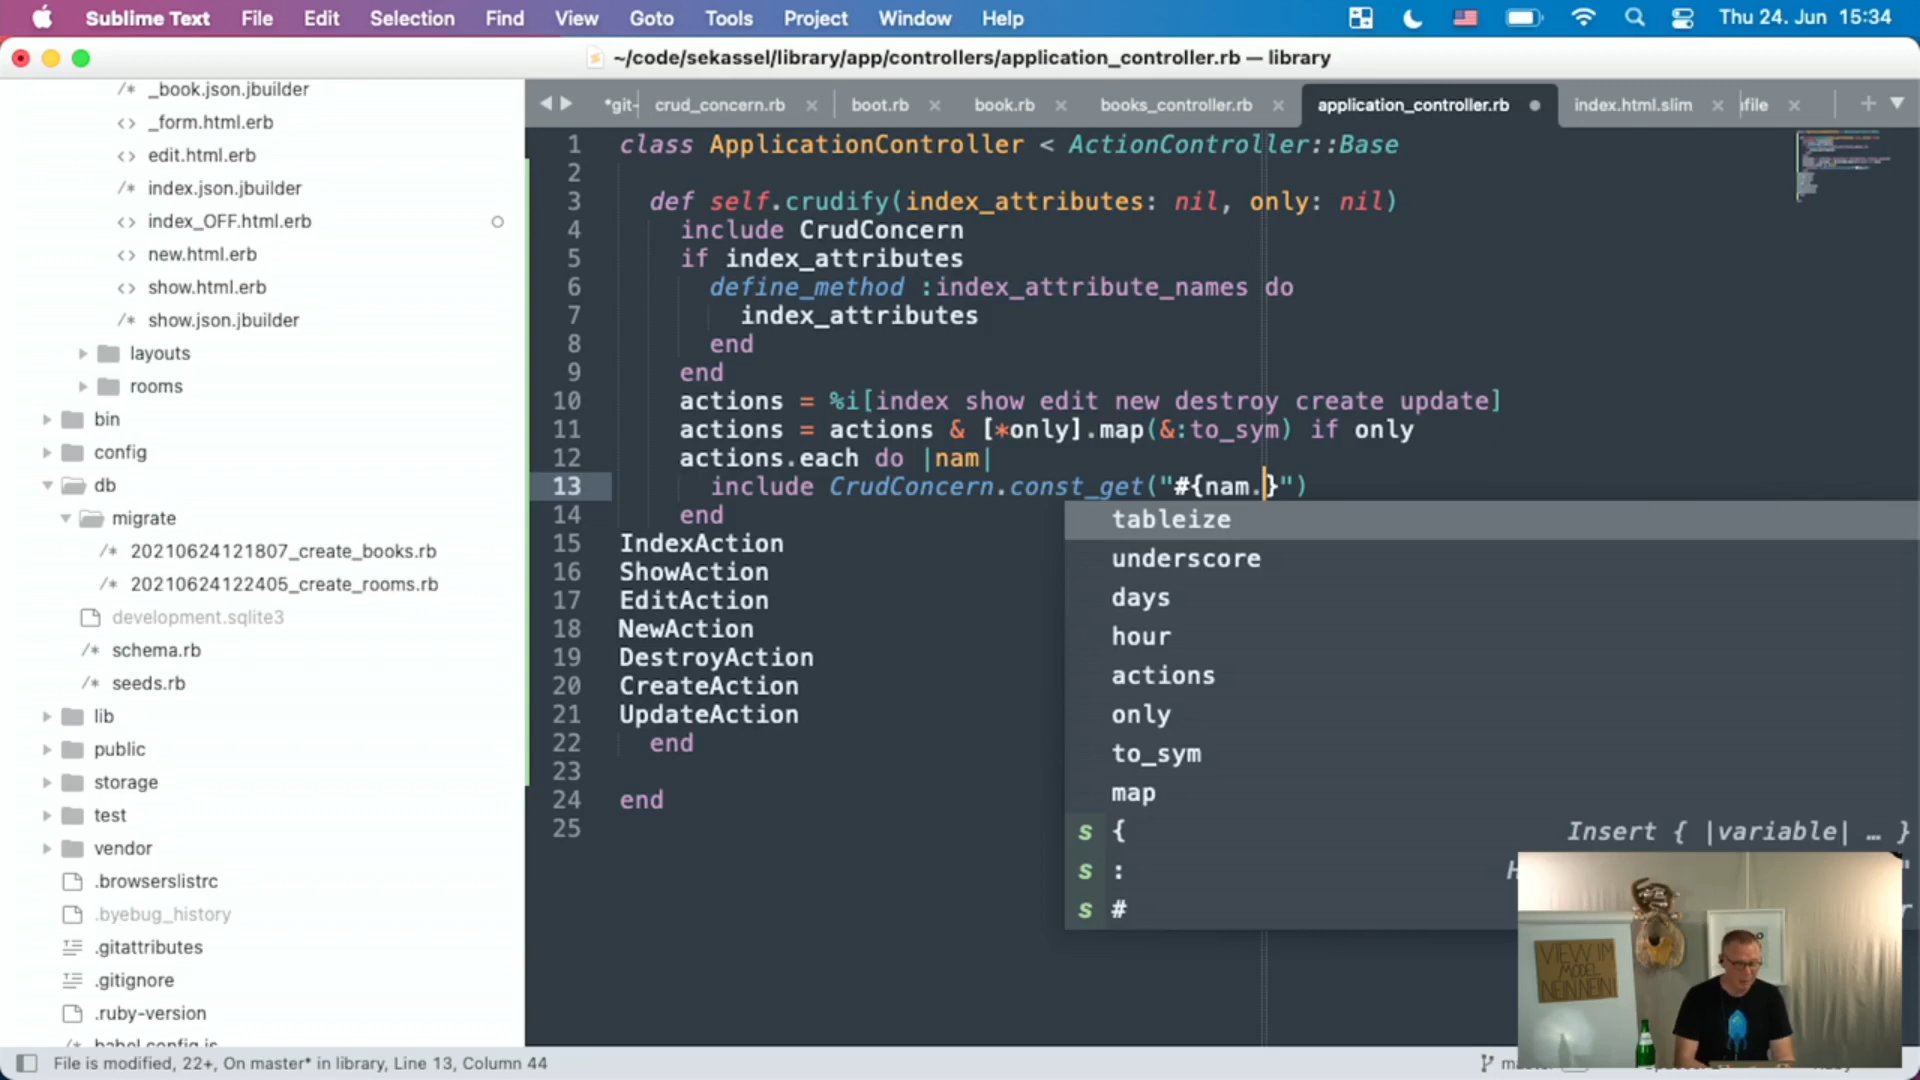 Sublime Text File Edit Selection Find View Goto Tools Project Window Help Thu 24. Jun 15:34
~/code/sekassel/library/app/controllers/application_controller.rb — library
*git- crud_concern.rb boot.rb book.rb books_controller.rb application_controller.rb index.html.slim
_book.json.jbuilder
_form.html.erb
edit.html.erb
index.json.jbuilder
index_OFF.html.erb
new.html.erb
show.html.erb
show.json.jbuilder
layouts
rooms
bin
config
db
migrate
20210624121807_create_books.rb
20210624122405_create_rooms.rb
development.sqlite3
schema.rb
seeds.rb
lib
public
storage
test
vendor
.browserslistrc
.byebug_history
.gitattributes
.gitignore
.ruby-version
babel.config.js
1 class ApplicationController < ActionController::Base
2
3 def self.crudify(index_attributes: nil, only: nil)
4 include CrudConcern
5 if index_attributes
6 define_method :index_attribute_names do
7 index_attributes
8 end
9 end
10 actions = %i[index show edit new destroy create update]
11 actions = actions & [*only].map(&:to_sym) if only
12 actions.each do |nam|
13 include CrudConcern.const_get("#{nam.}")
14 end
15 IndexAction
16 ShowAction
17 EditAction
18 NewAction
19 DestroyAction
20 CreateAction
21 UpdateAction
22 end
23
24 end
25
tableize
underscore
days
hour
actions
only
to_sym
map
s { Insert { |variable| … }
s :
s #
VIEW IM
MODEL
NEIN NEIN!
File is modified, 22+, On master* in library, Line 13, Column 44